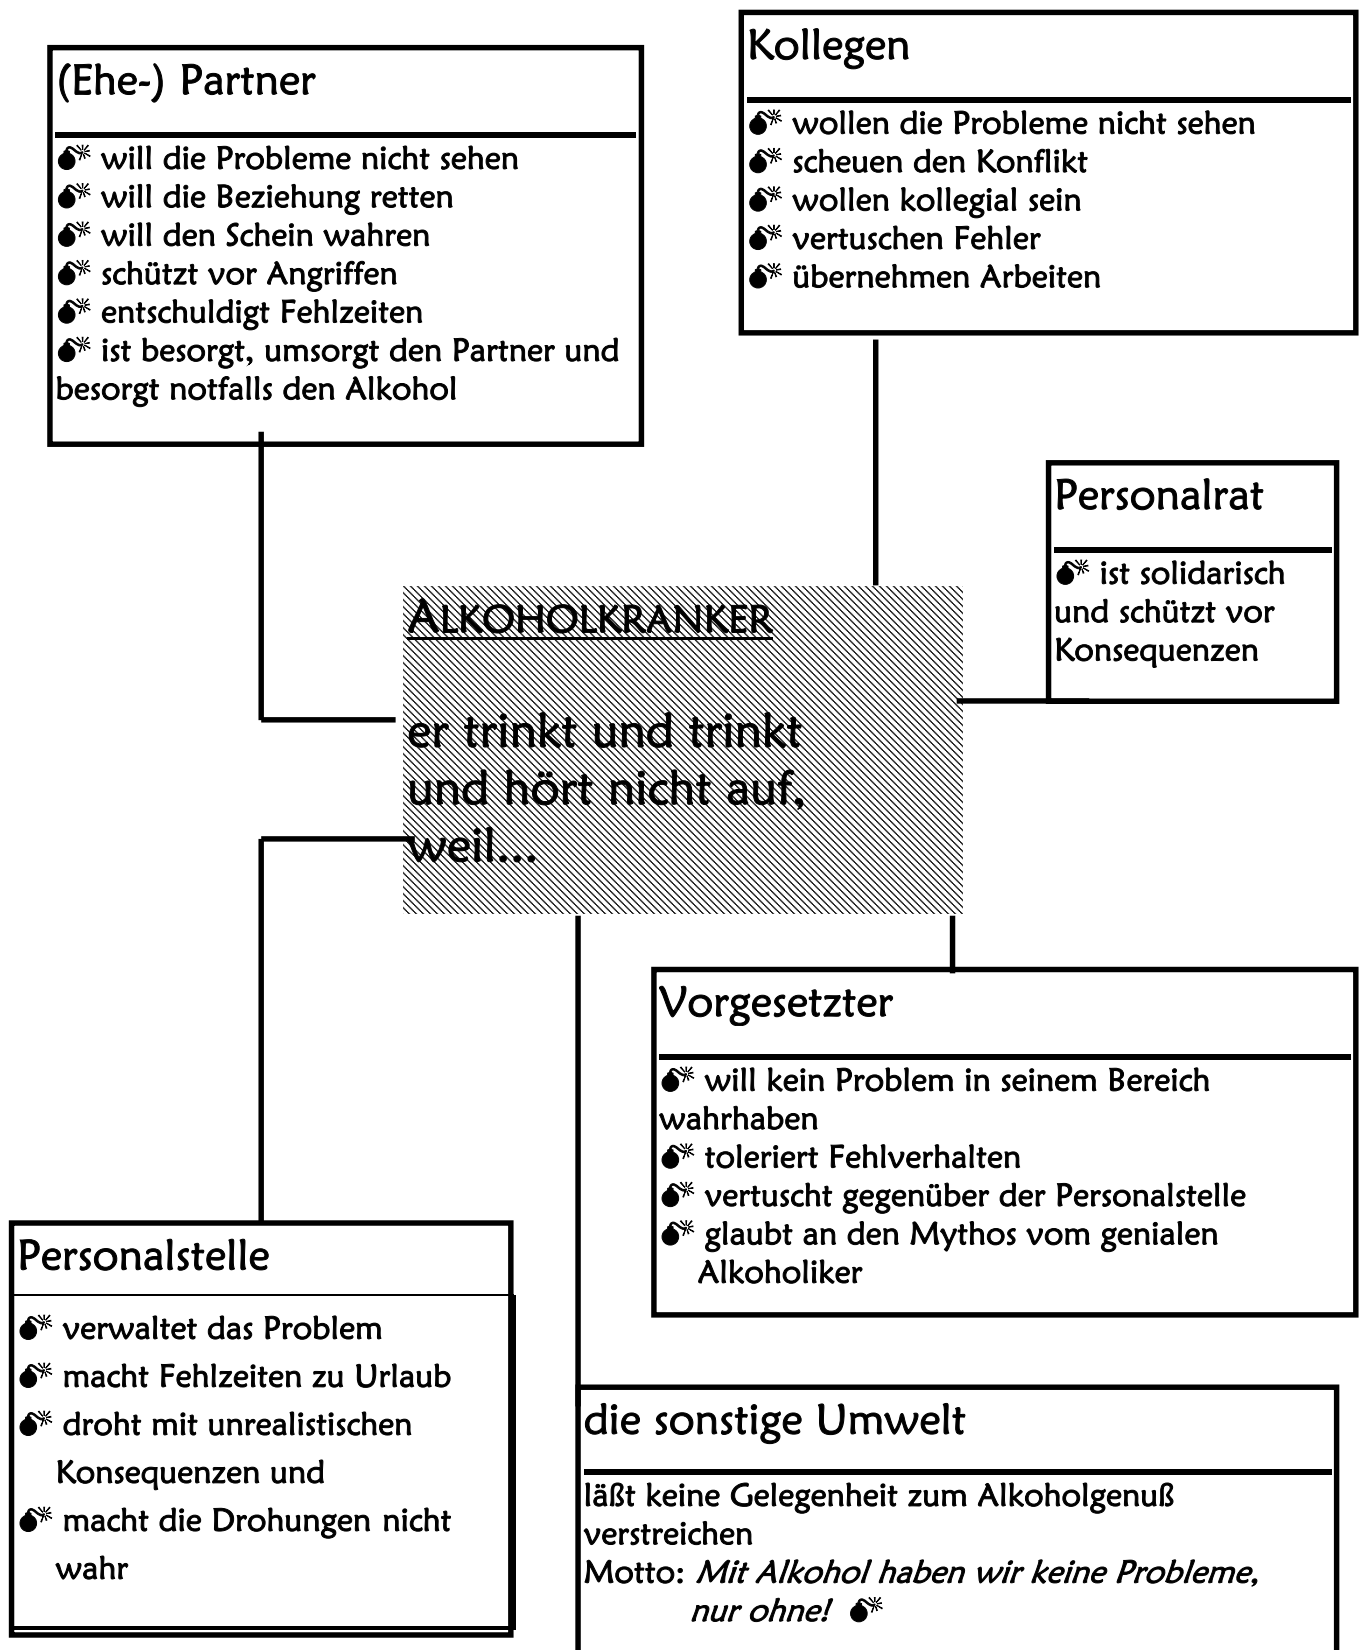 (Ehe-) Partner
💣 will die Probleme nicht sehen
💣 will die Beziehung retten
💣 will den Schein wahren
💣 schützt vor Angriffen
💣 entschuldigt Fehlzeiten
💣 ist besorgt, umsorgt den Partner und
besorgt notfalls den Alkohol
Kollegen
💣 wollen die Probleme nicht sehen
💣 scheuen den Konflikt
💣 wollen kollegial sein
💣 vertuschen Fehler
💣 übernehmen Arbeiten
Personalrat
💣 ist solidarisch
und schützt vor
Konsequenzen
ALKOHOLKRANKER
er trinkt und trinkt
und hört nicht auf,
weil...
Vorgesetzter
💣 will kein Problem in seinem Bereich
wahrhaben
💣 toleriert Fehlverhalten
💣 vertuscht gegenüber der Personalstelle
💣 glaubt an den Mythos vom genialen
Alkoholiker
Personalstelle
💣 verwaltet das Problem
💣 macht Fehlzeiten zu Urlaub
💣 droht mit unrealistischen
Konsequenzen und
💣 macht die Drohungen nicht
wahr
die sonstige Umwelt
läßt keine Gelegenheit zum Alkoholgenuß
verstreichen
Motto: Mit Alkohol haben wir keine Probleme,
nur ohne! 💣